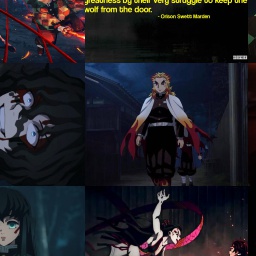 greatness by their very struggle to keep the
wolf from the door.
- Orison Swett Marden